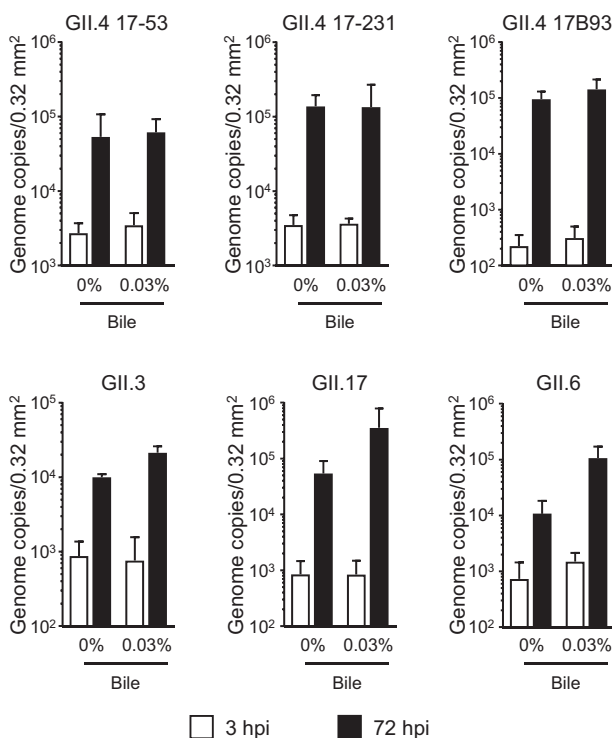 GII.4 17-53
GII.4 17-231
GII.4 17B93
Genome copies/0.32 mm²
10⁶
10⁵
10⁴
10³
0% 0.03%
Bile
Genome copies/0.32 mm²
10⁶
10⁵
10⁴
10³
0% 0.03%
Bile
Genome copies/0.32 mm²
10⁶
10⁵
10⁴
10³
10²
0% 0.03%
Bile
GII.3
GII.17
GII.6
Genome copies/0.32 mm²
10⁵
10⁴
10³
10²
0% 0.03%
Bile
Genome copies/0.32 mm²
10⁶
10⁵
10⁴
10³
10²
0% 0.03%
Bile
Genome copies/0.32 mm²
10⁶
10⁵
10⁴
10³
10²
0% 0.03%
Bile
3 hpi 72 hpi